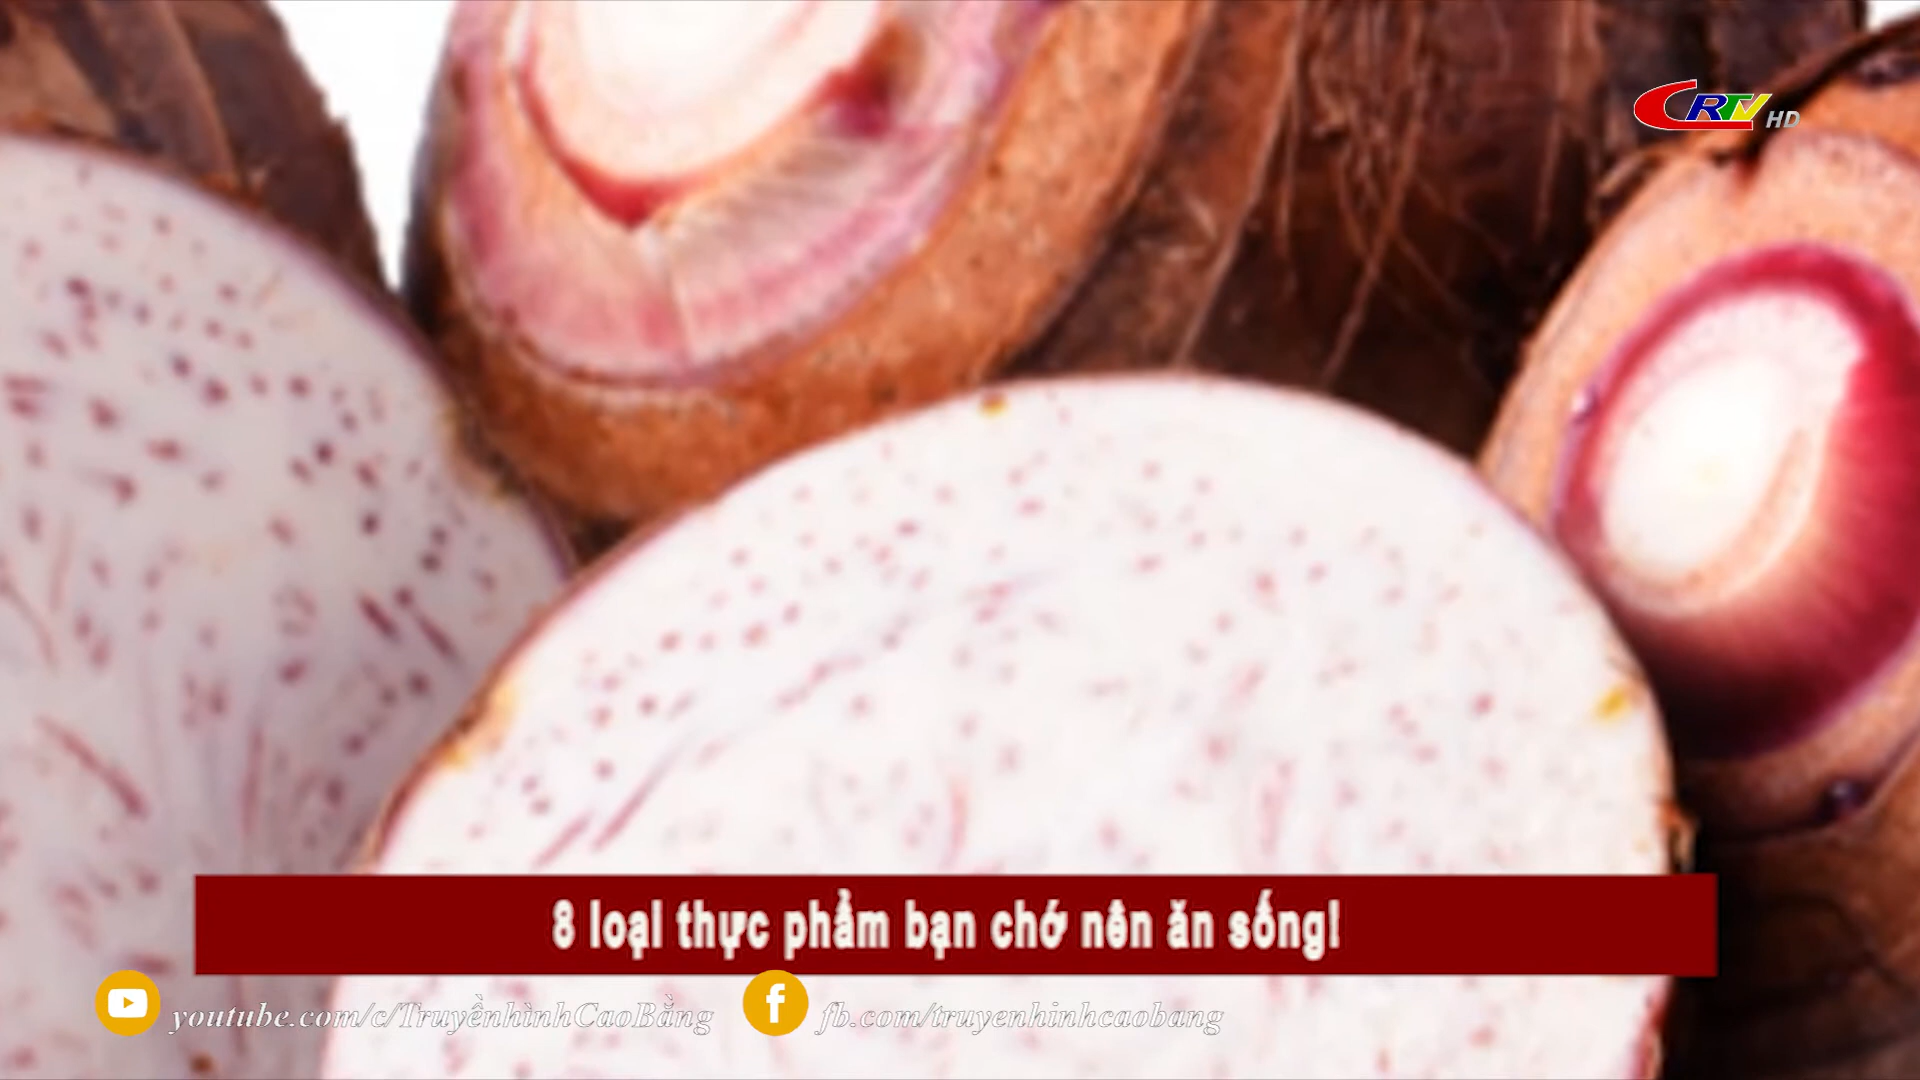 CRTV HD
8 loại thực phẩm bạn chớ nên ăn sống!
youtube.com/c/TruyềnhìnhCaoBằng
fb.com/truyenhinhcaobang